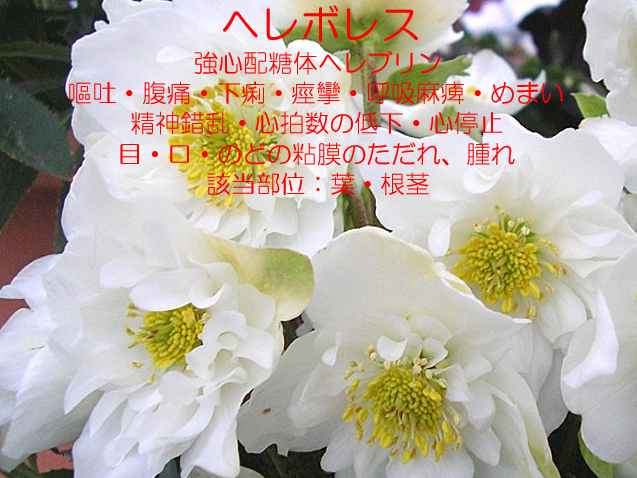 ヘレボレス
強心配糖体ヘレブリン
嘔吐・腹痛・下痢・痙攣・呼吸麻痺・めまい
精神錯乱・心拍数の低下・心停止
目・口・のどの粘膜のただれ、腫れ
該当部位：葉・根茎